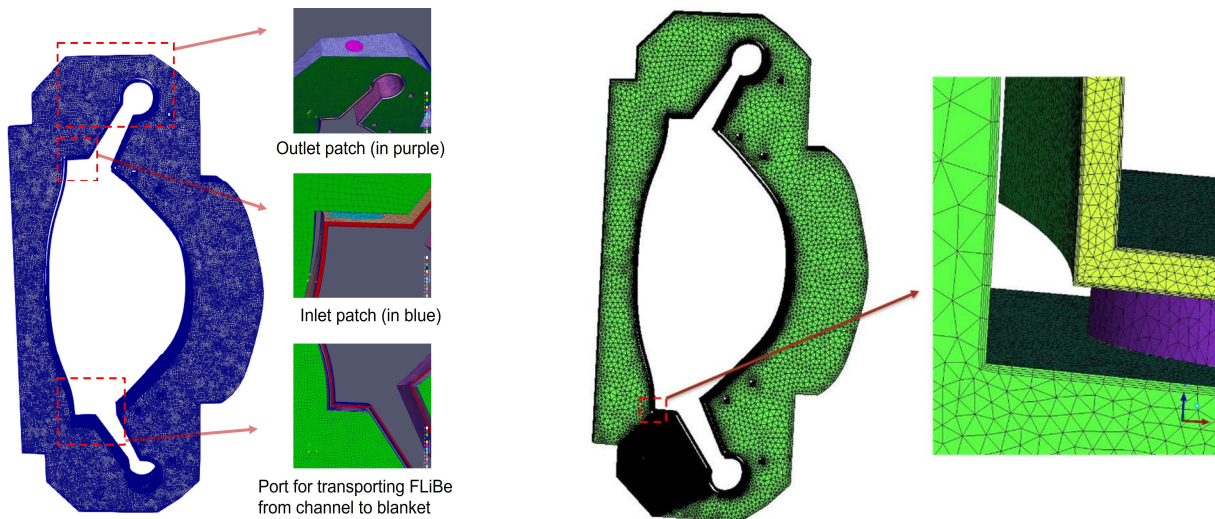 Outlet patch (in purple)
Inlet patch (in blue)
Port for transporting FLiBe
from channel to blanket